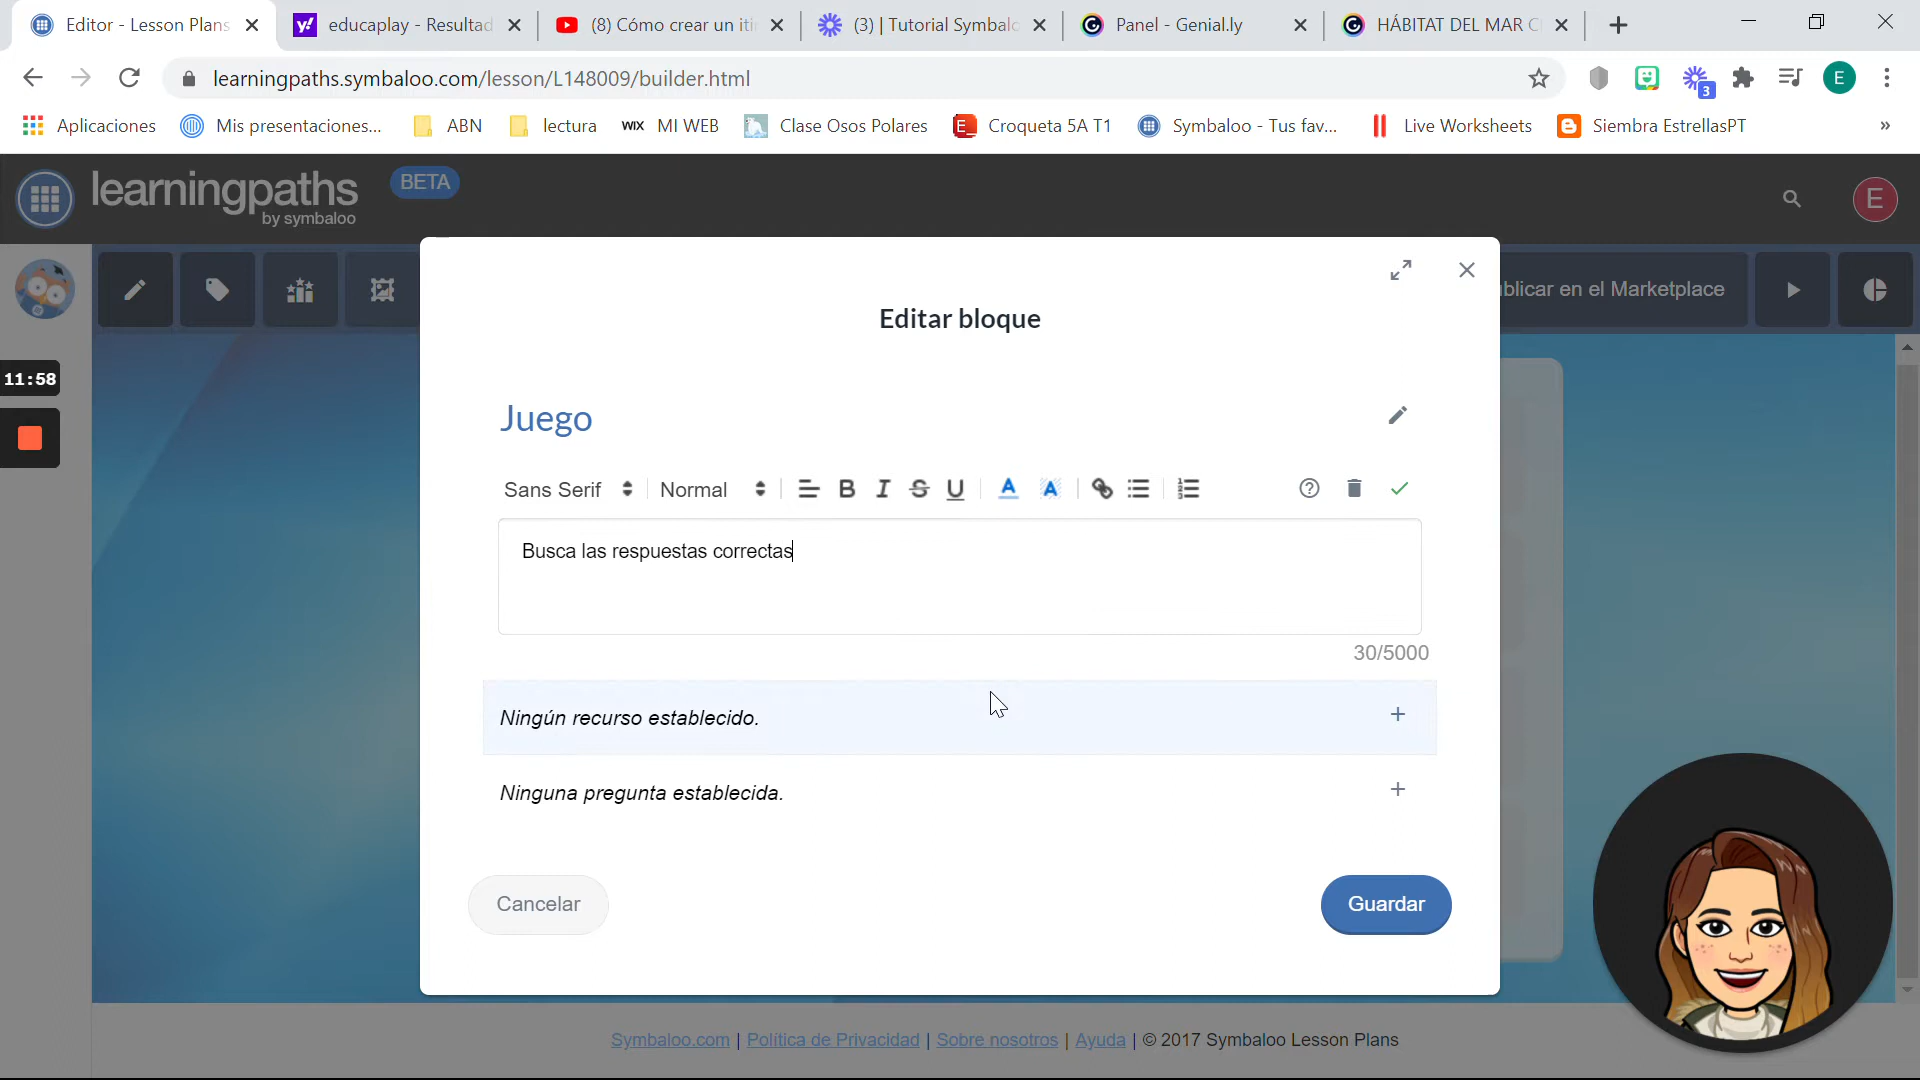 Editor - Lesson Plans
educaplay - Resultad
(8) Cómo crear un iti
(3) | Tutorial Symbalo
Panel - Genial.ly
HÁBITAT DEL MAR C
learningpaths.symbaloo.com/lesson/L148009/builder.html
3
E
Aplicaciones
Mis presentaciones...
ABN
lectura
WIX MI WEB
Clase Osos Polares
Croqueta 5A T1
Symbaloo - Tus fav...
Live Worksheets
Siembra EstrellasPT
»
learningpaths
by symbaloo
BETA
E
blicar en el Marketplace
11:58
Editar bloque
Juego
Sans Serif
Normal
Busca las respuestas correctas
30/5000
Ningún recurso establecido.
Ninguna pregunta establecida.
Cancelar
Guardar
Symbaloo.com | Política de Privacidad | Sobre nosotros | Ayuda | © 2017 Symbaloo Lesson Plans